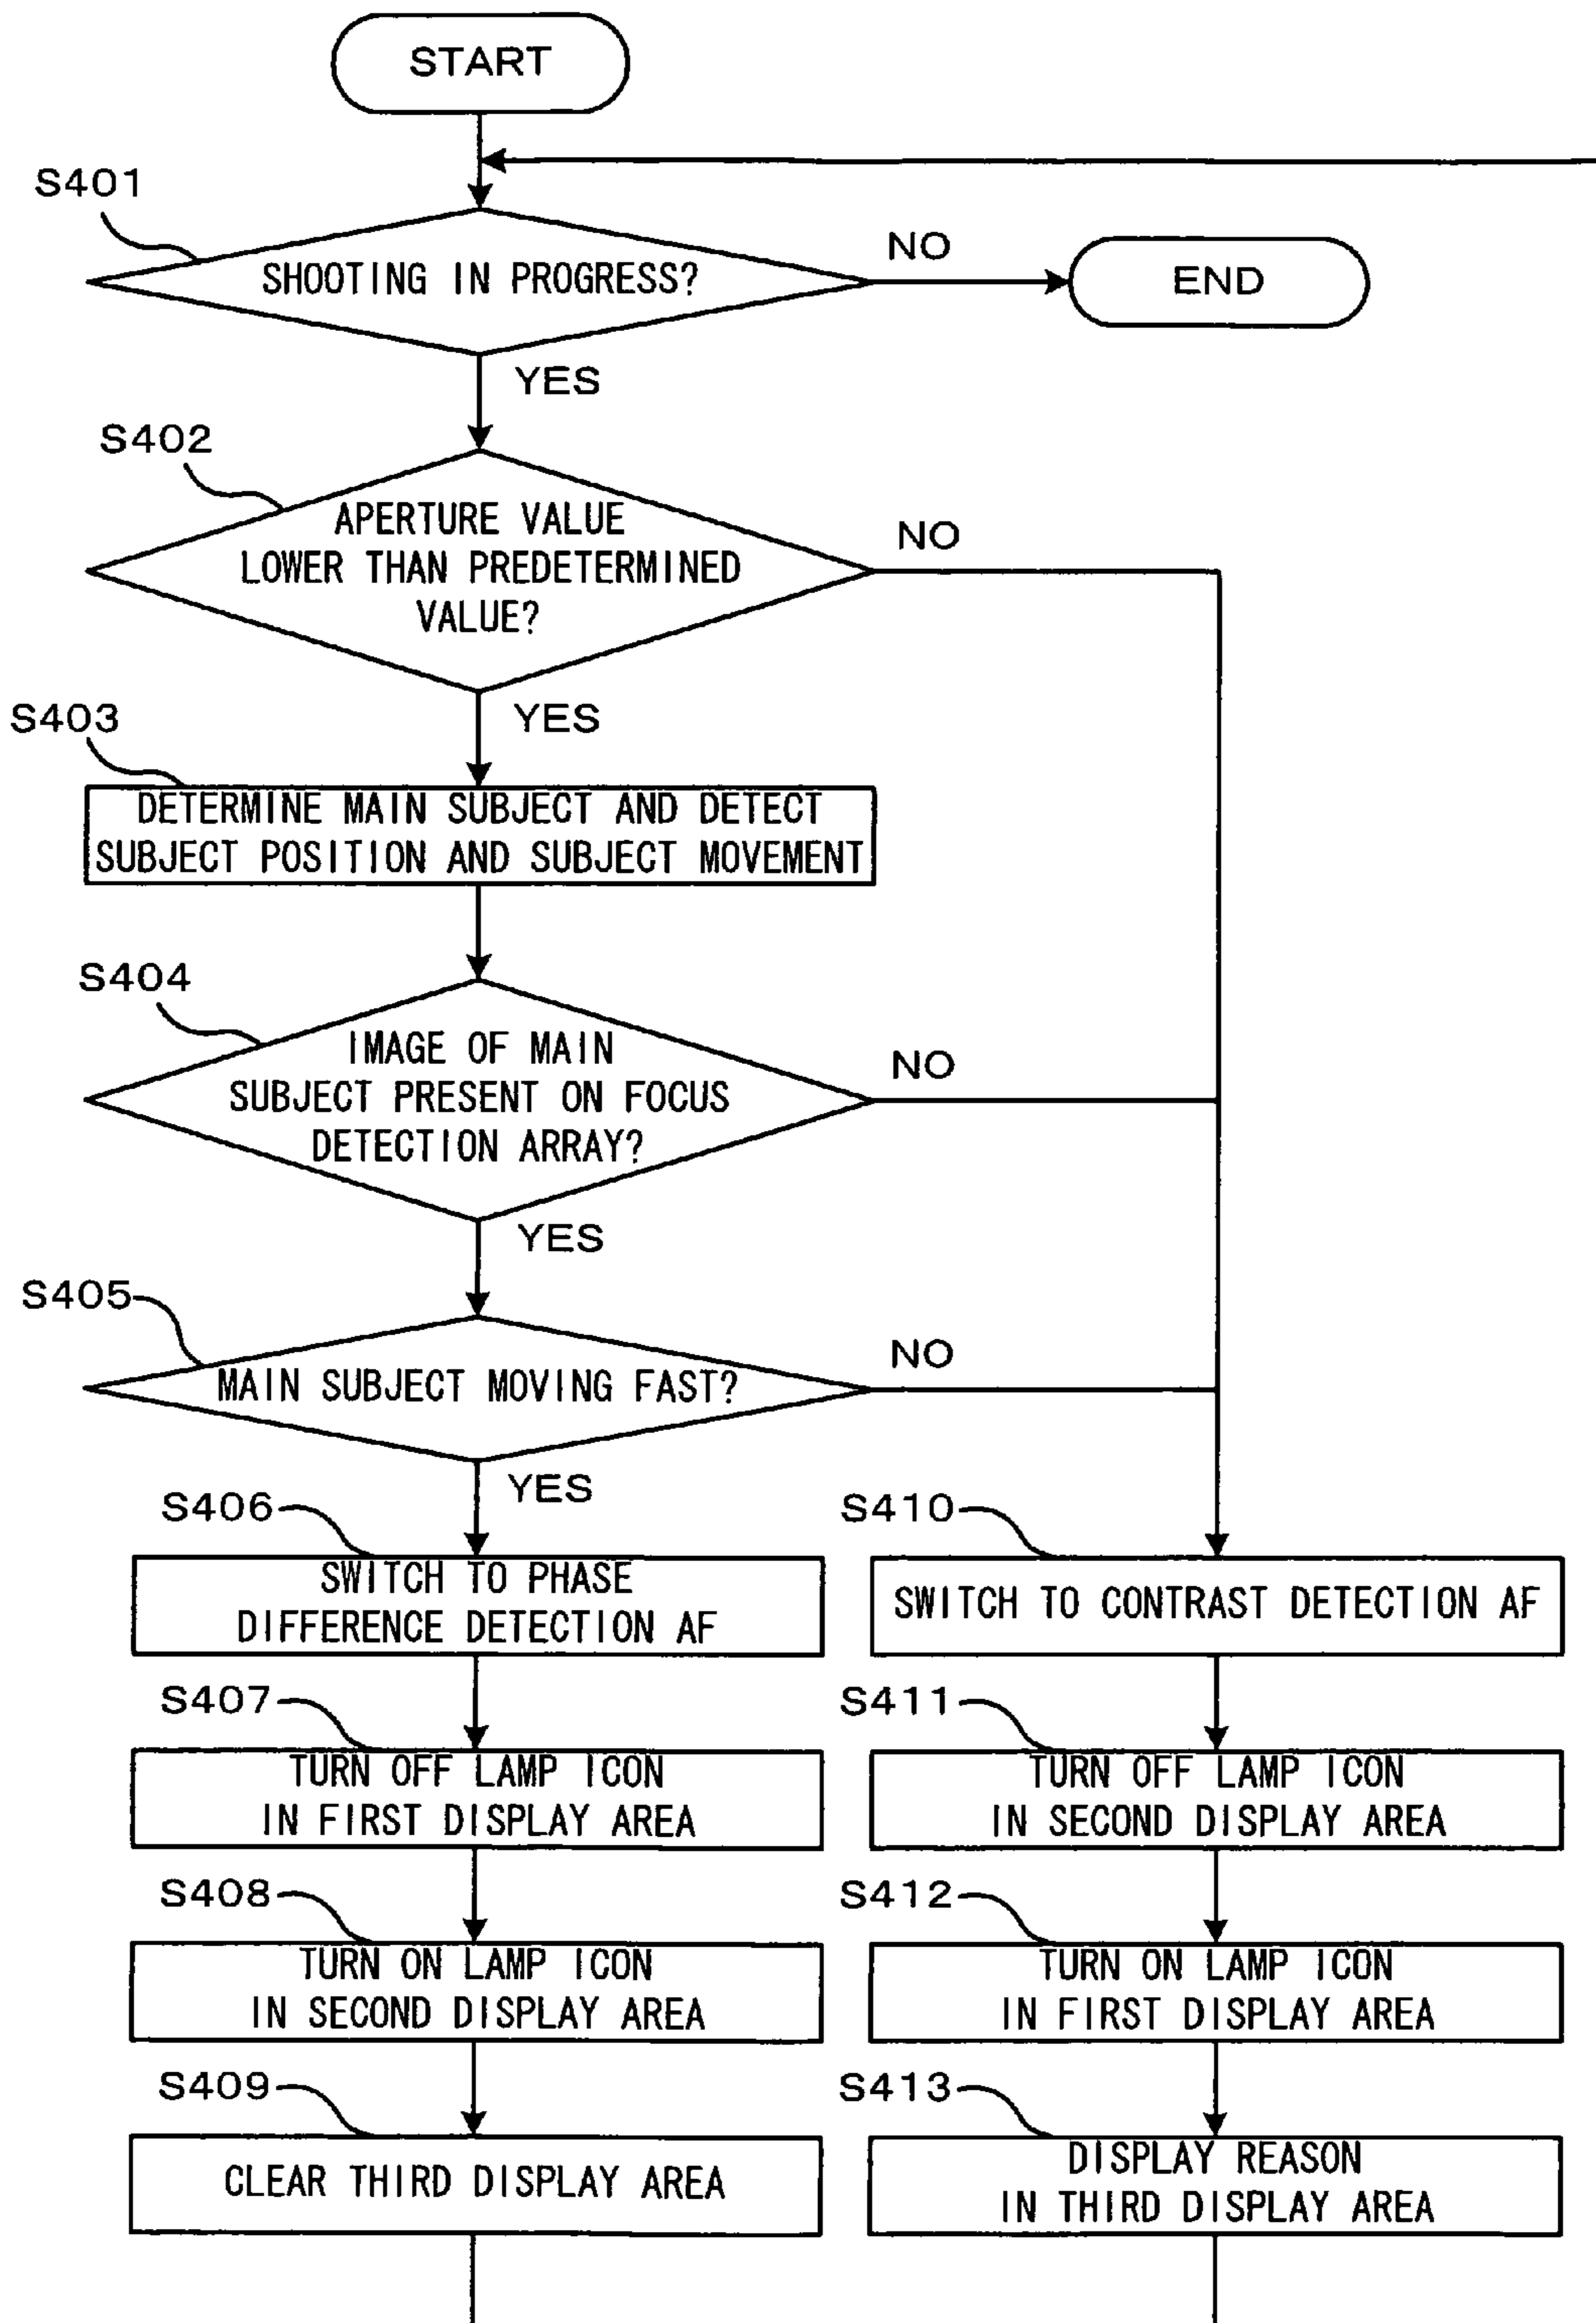 START
S401
SHOOTING IN PROGRESS?
NO
END
YES
S402
APERTURE VALUE
LOWER THAN PREDETERMINED
VALUE?
NO
YES
S403
DETERMINE MAIN SUBJECT AND DETECT
SUBJECT POSITION AND SUBJECT MOVEMENT
S404
IMAGE OF MAIN
SUBJECT PRESENT ON FOCUS
DETECTION ARRAY?
NO
YES
S405
MAIN SUBJECT MOVING FAST?
NO
YES
S406
SWITCH TO PHASE
DIFFERENCE DETECTION AF
S407
TURN OFF LAMP ICON
IN FIRST DISPLAY AREA
S408
TURN ON LAMP ICON
IN SECOND DISPLAY AREA
S409
CLEAR THIRD DISPLAY AREA
S410
SWITCH TO CONTRAST DETECTION AF
S411
TURN OFF LAMP ICON
IN SECOND DISPLAY AREA
S412
TURN ON LAMP ICON
IN FIRST DISPLAY AREA
S413
DISPLAY REASON
IN THIRD DISPLAY AREA